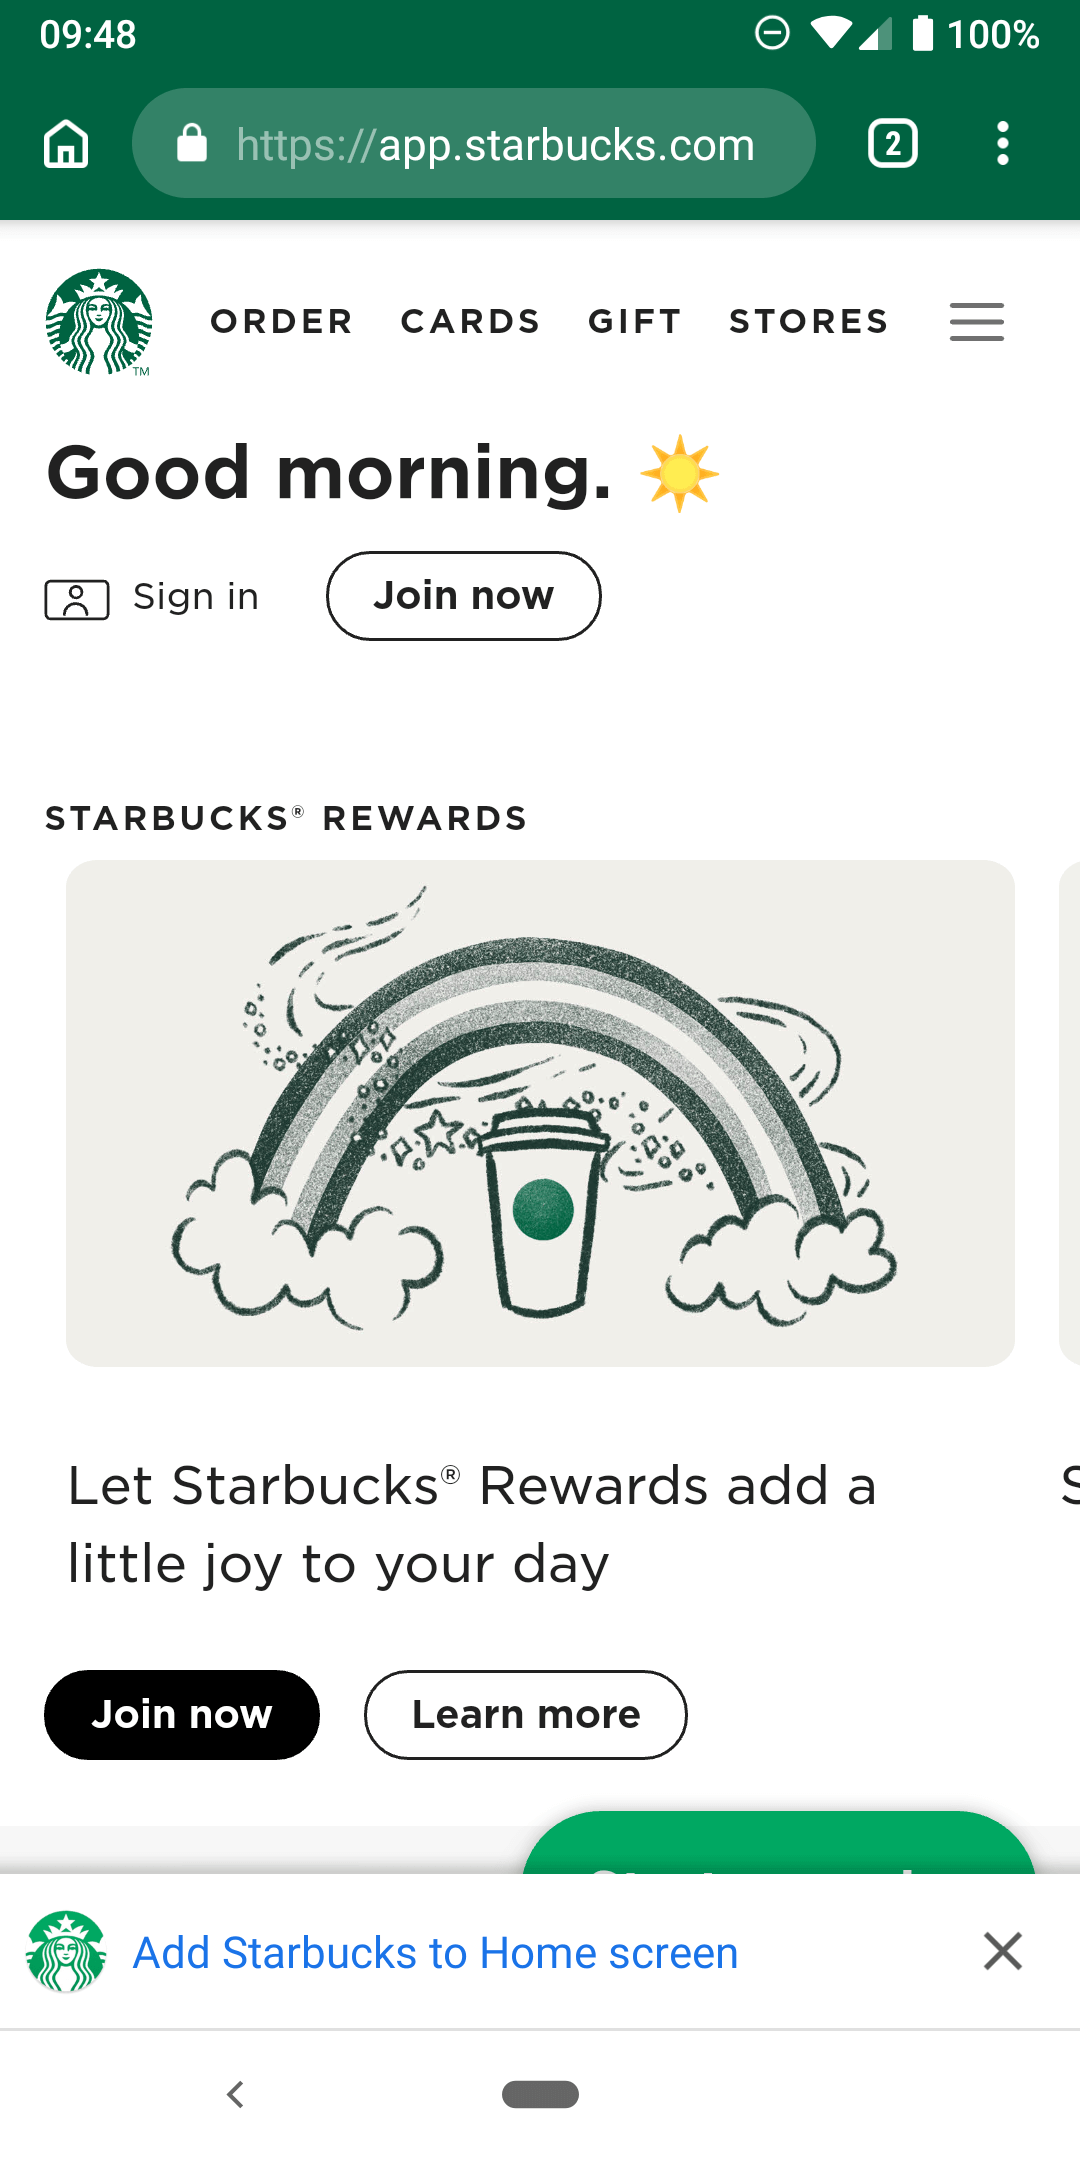 09:48
100%
https://app.starbucks.com
2
ORDER CARDS GIFT STORES
TM
Good morning.
Sign in
Join now
STARBUCKS® REWARDS
Let Starbucks® Rewards add a
little joy to your day
Join now
Learn more
Add Starbucks to Home screen